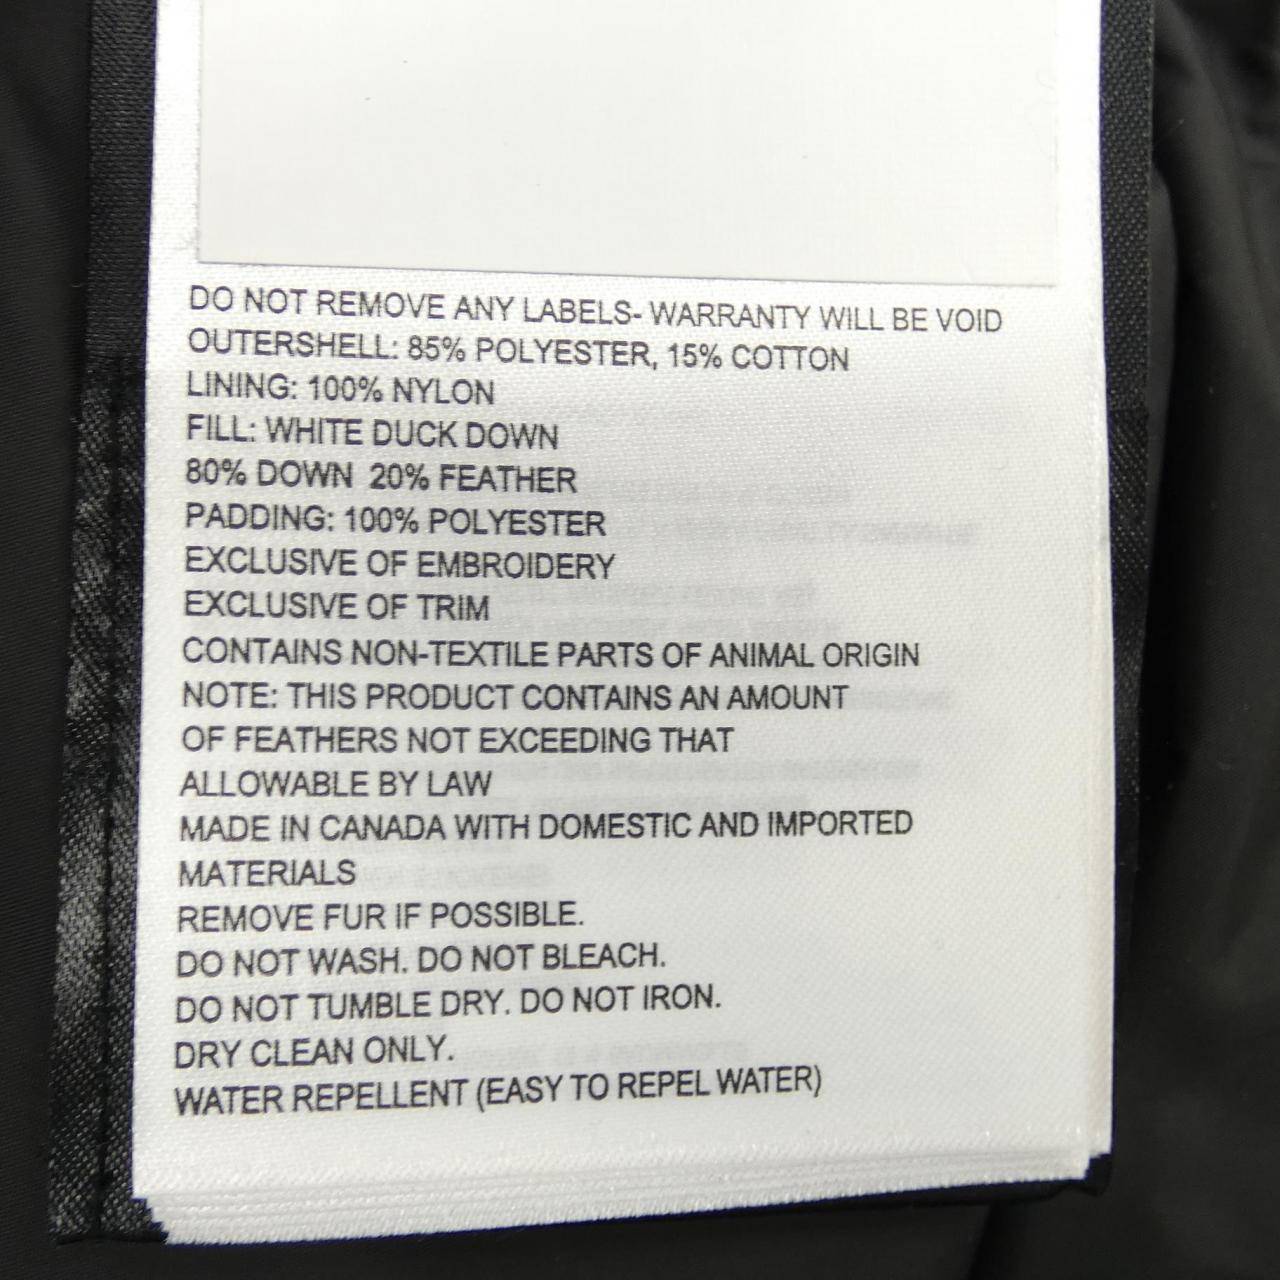 DO NOT REMOVE ANY LABELS- WARRANTY WILL BE VOID
OUTERSHELL: 85% POLYESTER, 15% COTTON
LINING: 100% NYLON
FILL: WHITE DUCK DOWN
80% DOWN  20% FEATHER
PADDING: 100% POLYESTER
EXCLUSIVE OF EMBROIDERY
EXCLUSIVE OF TRIM
CONTAINS NON-TEXTILE PARTS OF ANIMAL ORIGIN
NOTE: THIS PRODUCT CONTAINS AN AMOUNT
OF FEATHERS NOT EXCEEDING THAT
ALLOWABLE BY LAW
MADE IN CANADA WITH DOMESTIC AND IMPORTED
MATERIALS
REMOVE FUR IF POSSIBLE.
DO NOT WASH. DO NOT BLEACH.
DO NOT TUMBLE DRY. DO NOT IRON.
DRY CLEAN ONLY.
WATER REPELLENT (EASY TO REPEL WATER)